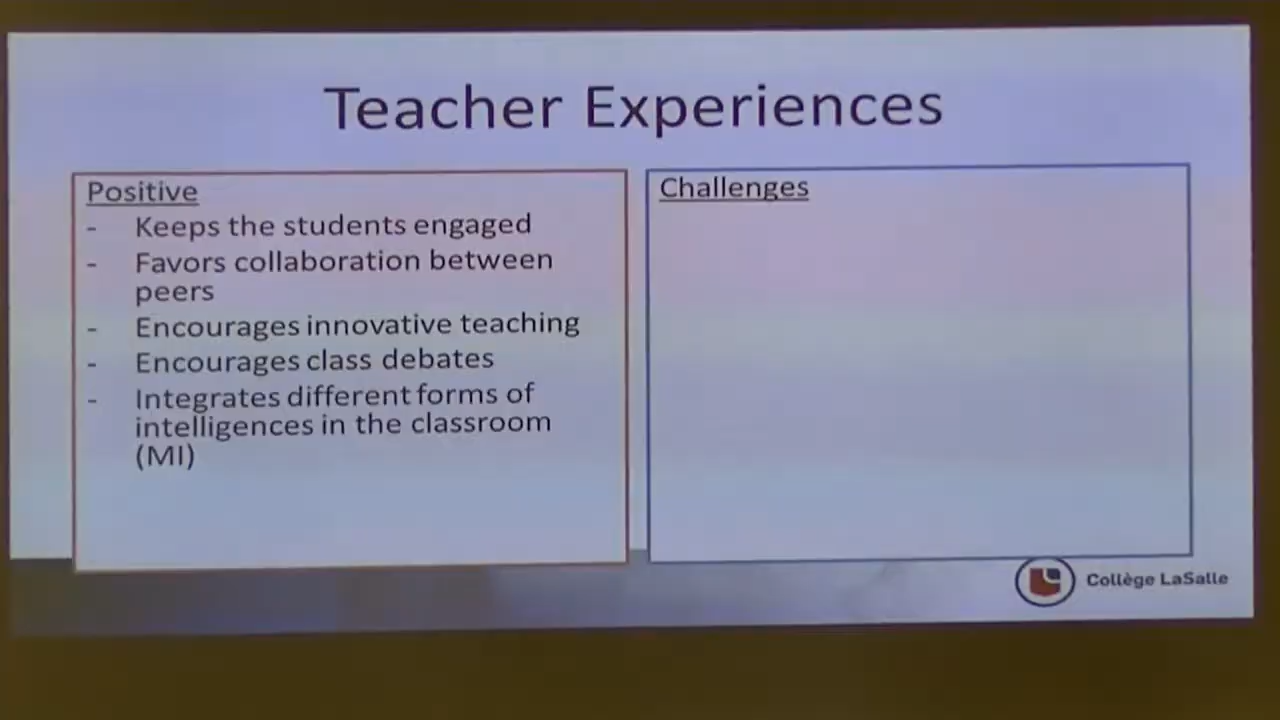 Teacher Experiences
Positive
- Keeps the students engaged
- Favors collaboration between
peers
- Encourages innovative teaching
- Encourages class debates
- Integrates different forms of
intelligences in the classroom
(MI)
Challenges
Collège LaSalle